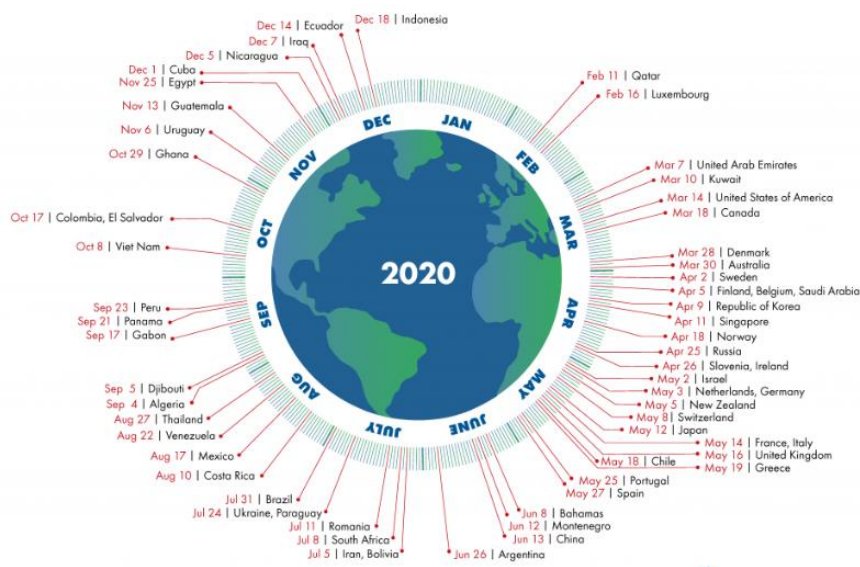 Dec 18 | Indonesia
Dec 14 | Ecuador
Dec 7 | Iraq
Dec 5 | Nicaragua
Dec 1 | Cuba
Nov 25 | Egypt
Nov 13 | Guatemala
Nov 6 | Uruguay
Oct 29 | Ghana
Oct 17 | Colombia, El Salvador
Oct 8 | Viet Nam
Sep 23 | Peru
Sep 21 | Panama
Sep 17 | Gabon
Sep 5 | Djibouti
Sep 4 | Algeria
Aug 27 | Thailand
Aug 22 | Venezuela
Aug 17 | Mexico
Aug 10 | Costa Rica
Jul 31 | Brazil
Jul 24 | Ukraine, Paraguay
Jul 11 | Romania
Jul 8 | South Africa
Jul 5 | Iran, Bolivia
JAN
FEB
MAR
APR
MAY
JUNE
JULY
AUG
SEP
OCT
NOV
DEC
2020
Feb 11 | Qatar
Feb 16 | Luxembourg
Mar 7 | United Arab Emirates
Mar 10 | Kuwait
Mar 14 | United States of America
Mar 18 | Canada
Mar 28 | Denmark
Mar 30 | Australia
Apr 2 | Sweden
Apr 5 | Finland, Belgium, Saudi Arabia
Apr 9 | Republic of Korea
Apr 11 | Singapore
Apr 18 | Norway
Apr 25 | Russia
Apr 26 | Slovenia, Ireland
May 2 | Israel
May 3 | Netherlands, Germany
May 5 | New Zealand
May 8 | Switzerland
May 12 | Japan
May 14 | France, Italy
May 16 | United Kingdom
May 18 | Chile
May 19 | Greece
May 25 | Portugal
May 27 | Spain
Jun 8 | Bahamas
Jun 12 | Montenegro
Jun 13 | China
Jun 26 | Argentina